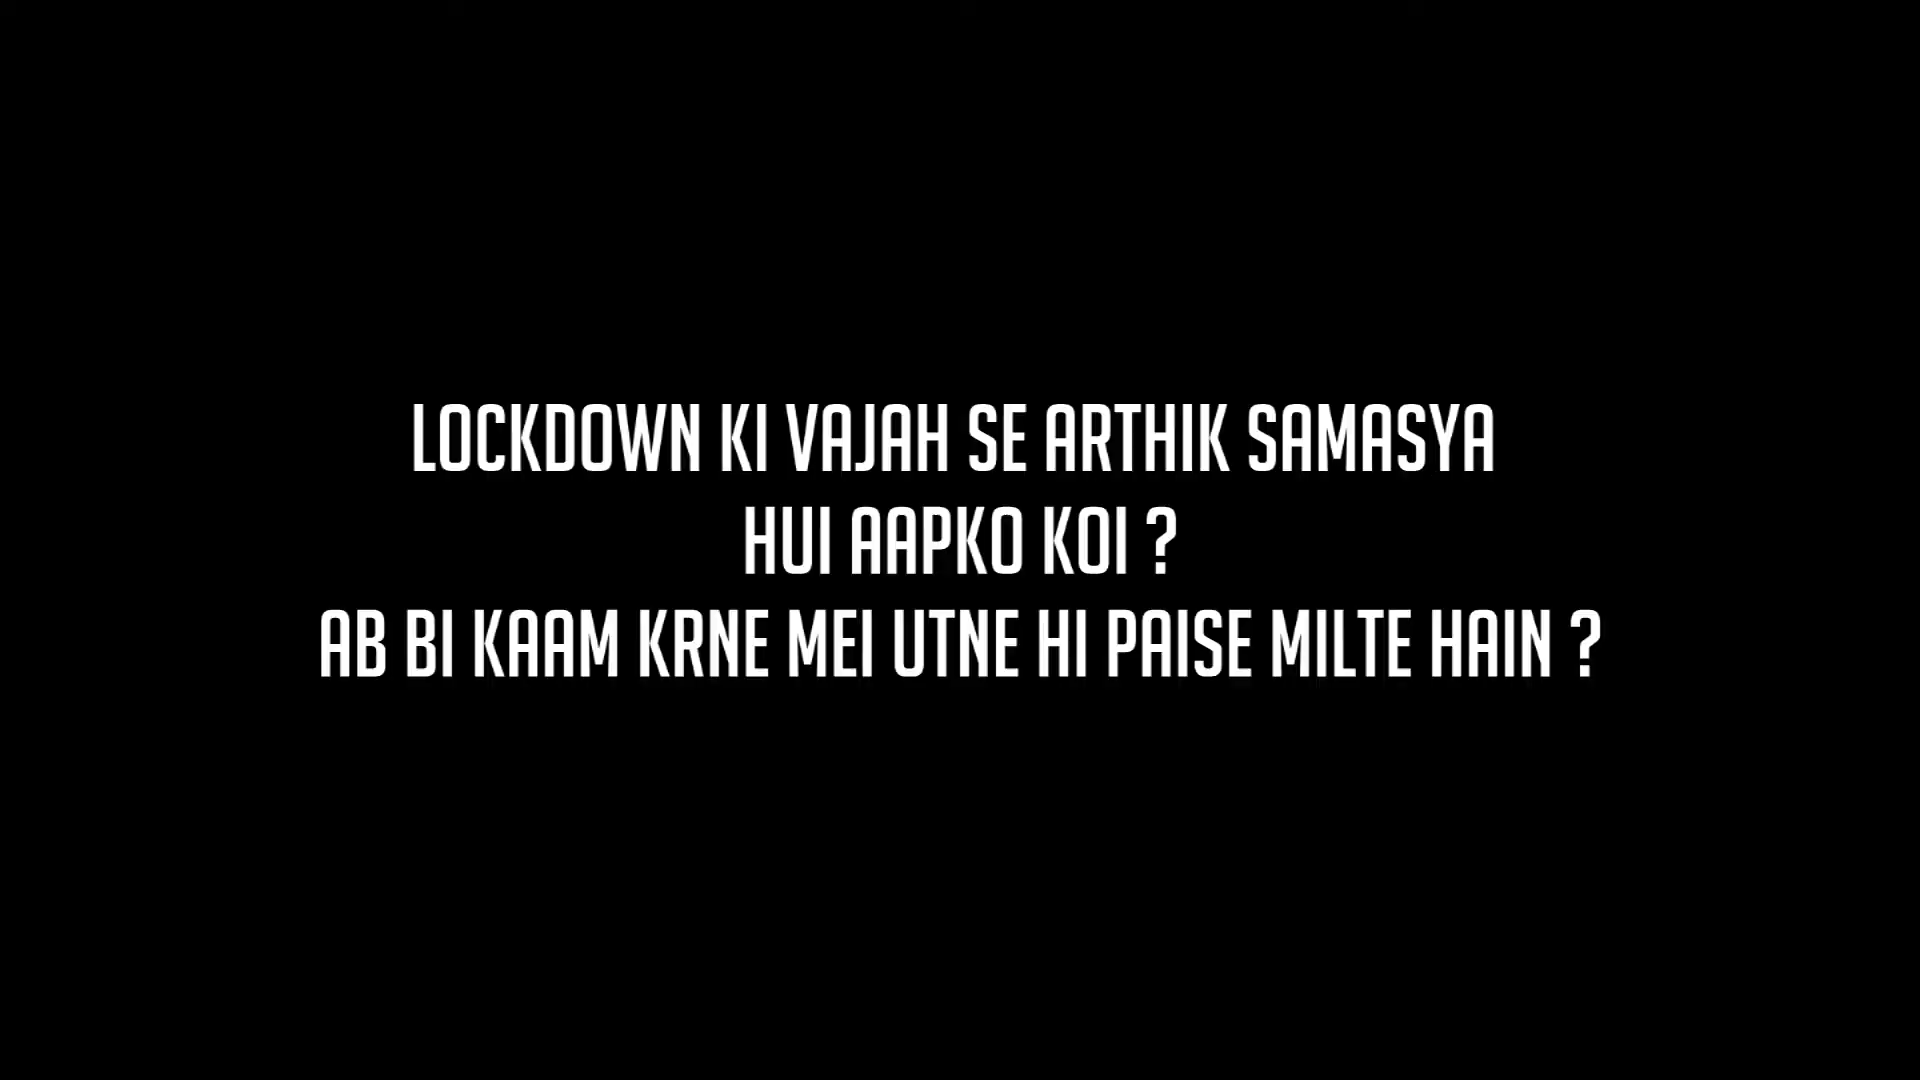 LOCKDOWN KI VAJAH SE ARTHIK SAMASYA
HUI AAPKO KOI ?
AB BI KAAM KRNE MEI UTNE HI PAISE MILTE HAIN ?